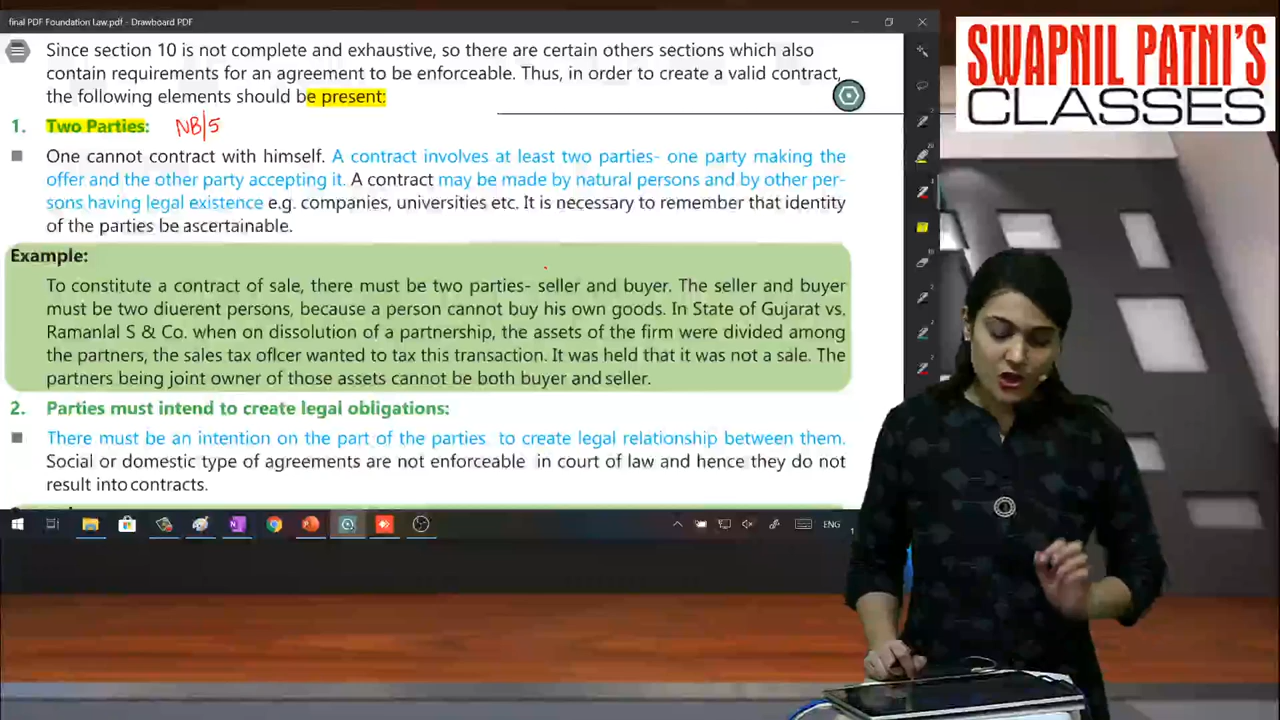 final PDF Foundation Law.pdf - Drawboard PDF
SWAPNIL PATNI'S
CLASSES
Since section 10 is not complete and exhaustive, so there are certain others sections which also
contain requirements for an agreement to be enforceable. Thus, in order to create a valid contract,
the following elements should be present:
1. Two Parties: NB/5
One cannot contract with himself. A contract involves at least two parties- one party making the
offer and the other party accepting it. A contract may be made by natural persons and by other per-
sons having legal existence e.g. companies, universities etc. It is necessary to remember that identity
of the parties be ascertainable.
Example:
To constitute a contract of sale, there must be two parties- seller and buyer. The seller and buyer
must be two diuerent persons, because a person cannot buy his own goods. In State of Gujarat vs.
Ramanlal S & Co. when on dissolution of a partnership, the assets of the firm were divided among
the partners, the sales tax oflcer wanted to tax this transaction. It was held that it was not a sale. The
partners being joint owner of those assets cannot be both buyer and seller.
2. Parties must intend to create legal obligations:
There must be an intention on the part of the parties to create legal relationship between them.
Social or domestic type of agreements are not enforceable in court of law and hence they do not
result into contracts.
ENG